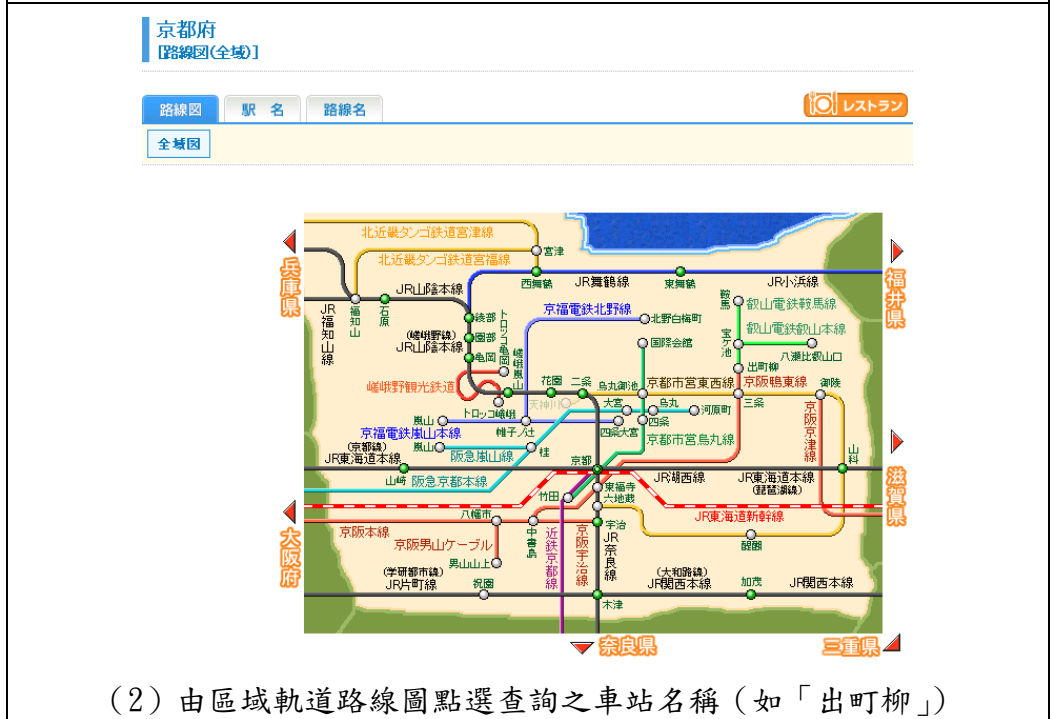 京都府
[路線図(全域)]
路線図 駅 名 路線名 レストラン
全域図
兵庫県
福井県
滋賀県
大阪府
奈良県
三重県
北近畿タンゴ鉄道宮津線
北近畿タンゴ鉄道宮福線
宮津
西舞鶴
JR舞鶴線
東舞鶴
JR小浜線
JR山陰本線
JR福知山線
福知山
石原
綾部
園部
亀岡
(嵯峨野線)
JR山陰本線
トロッコ亀岡
嵯峨嵐山
嵯峨野観光鉄道
トロッコ嵯峨
京福電鉄北野線
北野白梅町
鞍馬
叡山電鉄鞍馬線
宝ケ池
叡山電鉄叡山本線
八瀬比叡山口
国際会館
出町柳
花園
二条
烏丸御池
京都市営東西線
京阪鴨東線
御陵
天神川
大宮
烏丸
河原町
三条
嵐山
京福電鉄嵐山本線
帷子ノ辻
四条大宮
四条
京都市営烏丸線
京阪京津線
山科
(京都線)
JR東海道本線
嵐山
阪急嵐山線
桂
京都
山崎
阪急京都本線
JR湖西線
JR東海道本線
(琵琶湖線)
竹田
東福寺
六地蔵
JR東海道新幹線
八幡市
京阪本線
京阪男山ケーブル
中書島
近鉄京都線
京阪宇治線
宇治
JR奈良線
醍醐
男山山上
(学研都市線)
JR片町線
祝園
(大和路線)
JR関西本線
加茂
JR関西本線
木津
(2)由區域軌道路線圖點選查詢之車站名稱(如「出町柳」)